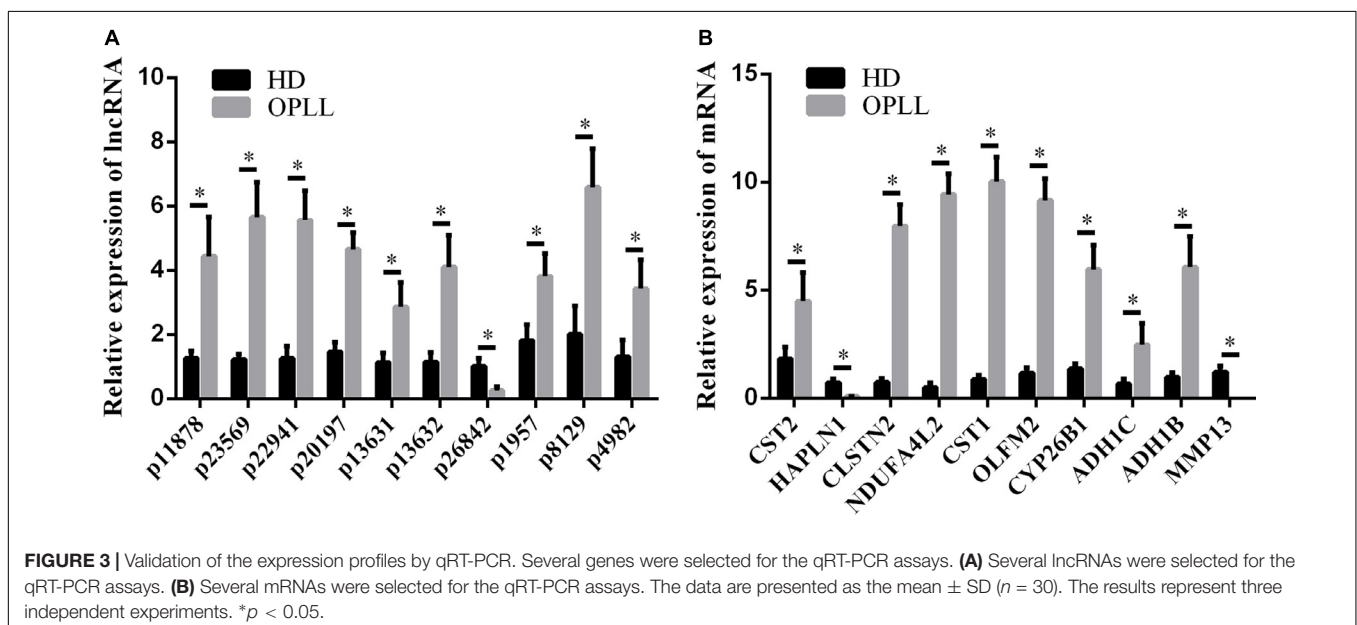 A
Relative expression of lncRNA
10
8
6
4
2
0
HD
OPLL
* * * * * * * * * *
p11878 p23569 p22941 p20197 p13631 p13632 p26842 p1957 p8129 p4982
B
Relative expression of mRNA
15
10
5
0
HD
OPLL
* * * * * * * * * *
CST2 HAPLN1 CLSTN2 NDUFA4L2 CST1 OLFM2 CYP26B1 ADH1C ADH1B MMP13
FIGURE 3 | Validation of the expression profiles by qRT-PCR. Several genes were selected for the qRT-PCR assays. (A) Several lncRNAs were selected for the
qRT-PCR assays. (B) Several mRNAs were selected for the qRT-PCR assays. The data are presented as the mean ± SD (n = 30). The results represent three
independent experiments. *p < 0.05.